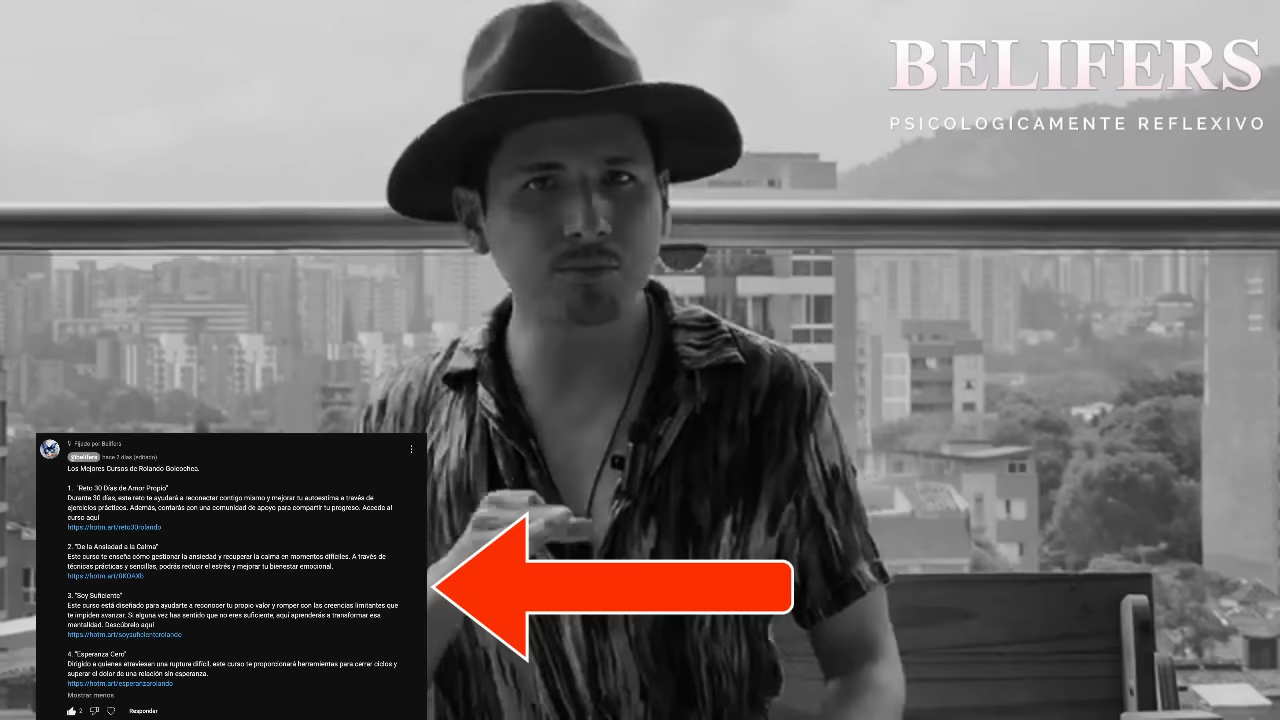 BELIFERS
PSICOLOGICAMENTE REFLEXIVO
Fijado por Belifers
@belifers hace 2 días (editado)
Los Mejores Cursos de Rolando Goicochea.
1. "Reto 30 Días de Amor Propio"
Durante 30 días, este reto te ayudará a reconectar contigo mismo y mejorar tu autoestima a través de
ejercicios prácticos. Además, contarás con una comunidad de apoyo para compartir tu progreso. Accede al
curso aquí
https://hotm.art/reto30rolando
2. "De la Ansiedad a la Calma"
Este curso te enseña cómo gestionar la ansiedad y recuperar la calma en momentos difíciles. A través de
técnicas prácticas y sencillas, podrás reducir el estrés y mejorar tu bienestar emocional.
https://hotm.art/0KOAXb
3. "Soy Suficiente"
Este curso está diseñado para ayudarte a reconocer tu propio valor y romper con las creencias limitantes que
te impiden avanzar. Si alguna vez has sentido que no eres suficiente, aquí aprenderás a transformar esa
mentalidad. Descúbrelo aquí
https://hotm.art/soysuficienterolando
4. "Esperanza Cero"
Dirigido a quienes atraviesan una ruptura difícil, este curso te proporcionará herramientas para cerrar ciclos y
superar el dolor de una relación sin esperanza.
https://hotm.art/esperanzarolando
Mostrar menos
2 Responder